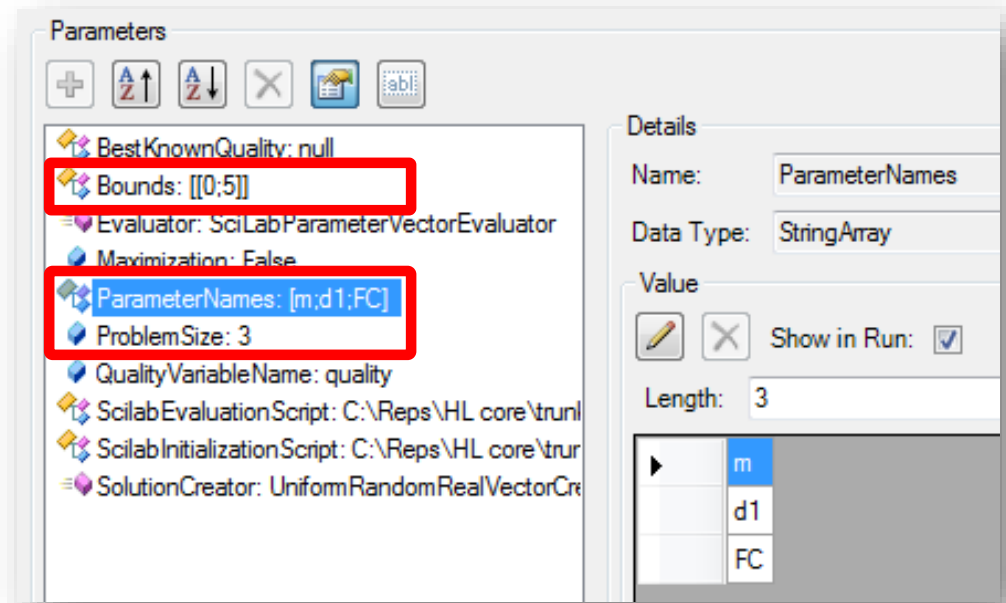 Parameters
BestKnownQuality: null
Bounds: [[0;5]]
Evaluator: SciLabParameterVectorEvaluator
Maximization: False
ParameterNames: [m;d1;FC]
ProblemSize: 3
QualityVariableName: quality
ScilabEvaluationScript: C:\Reps\HL core\trunk
ScilabInitializationScript: C:\Reps\HL core\trur
SolutionCreator: UniformRandomRealVectorCre
Details
Name: ParameterNames
Data Type: StringArray
Value
Show in Run:
Length: 3
m
d1
FC